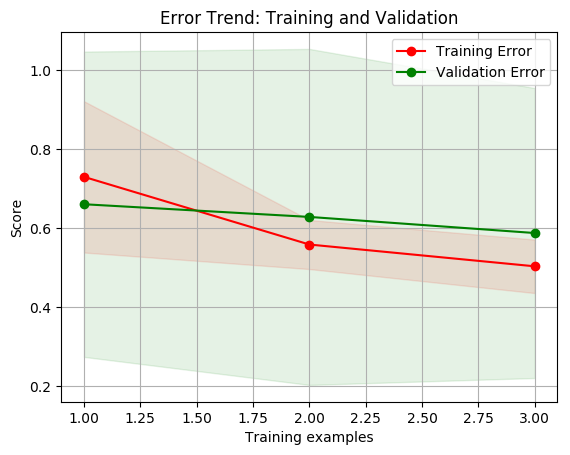 Error Trend: Training and Validation
Training Error
Validation Error
1.0
0.8
0.6
0.4
0.2
Score
1.00 1.25 1.50 1.75 2.00 2.25 2.50 2.75 3.00
Training examples